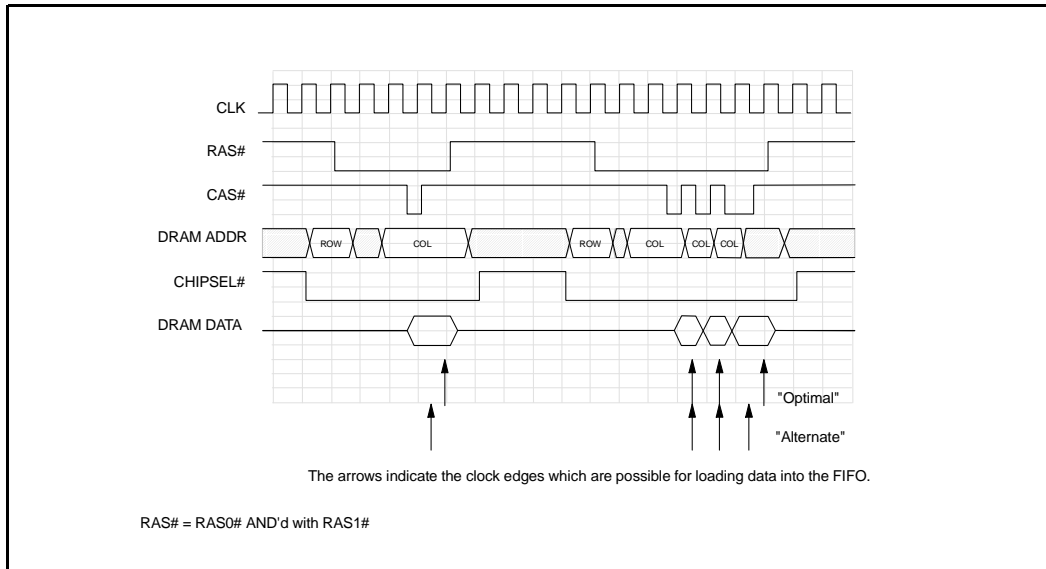 CLK
RAS#
CAS#
DRAM ADDR ROW COL ROW COL COL COL
CHIPSEL#
DRAM DATA
"Optimal"
"Alternate"
The arrows indicate the clock edges which are possible for loading data into the FIFO.
RAS# = RAS0# AND'd with RAS1#